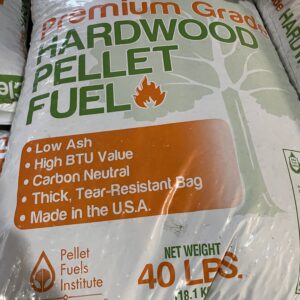 Premium Grade
HARDWOOD
PELLET
FUEL
• Low Ash
• High BTU Value
• Carbon Neutral
• Thick, Tear-Resistant Bag
• Made in the U.S.A.
Pellet
Fuels
Institute
NET WEIGHT
40 LBS.